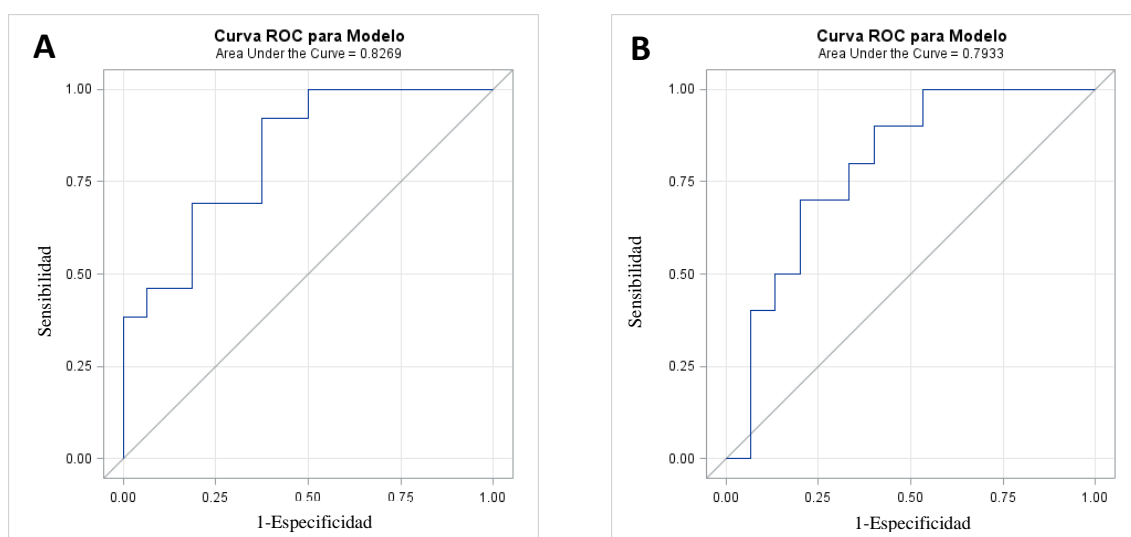 A
Curva ROC para Modelo
Area Under the Curve = 0.8269
1.00
0.75
0.50
0.25
0.00
Sensibilidad
0.00 0.25 0.50 0.75 1.00
1-Especificidad
B
Curva ROC para Modelo
Area Under the Curve = 0.7933
1.00
0.75
0.50
0.25
0.00
Sensibilidad
0.00 0.25 0.50 0.75 1.00
1-Especificidad